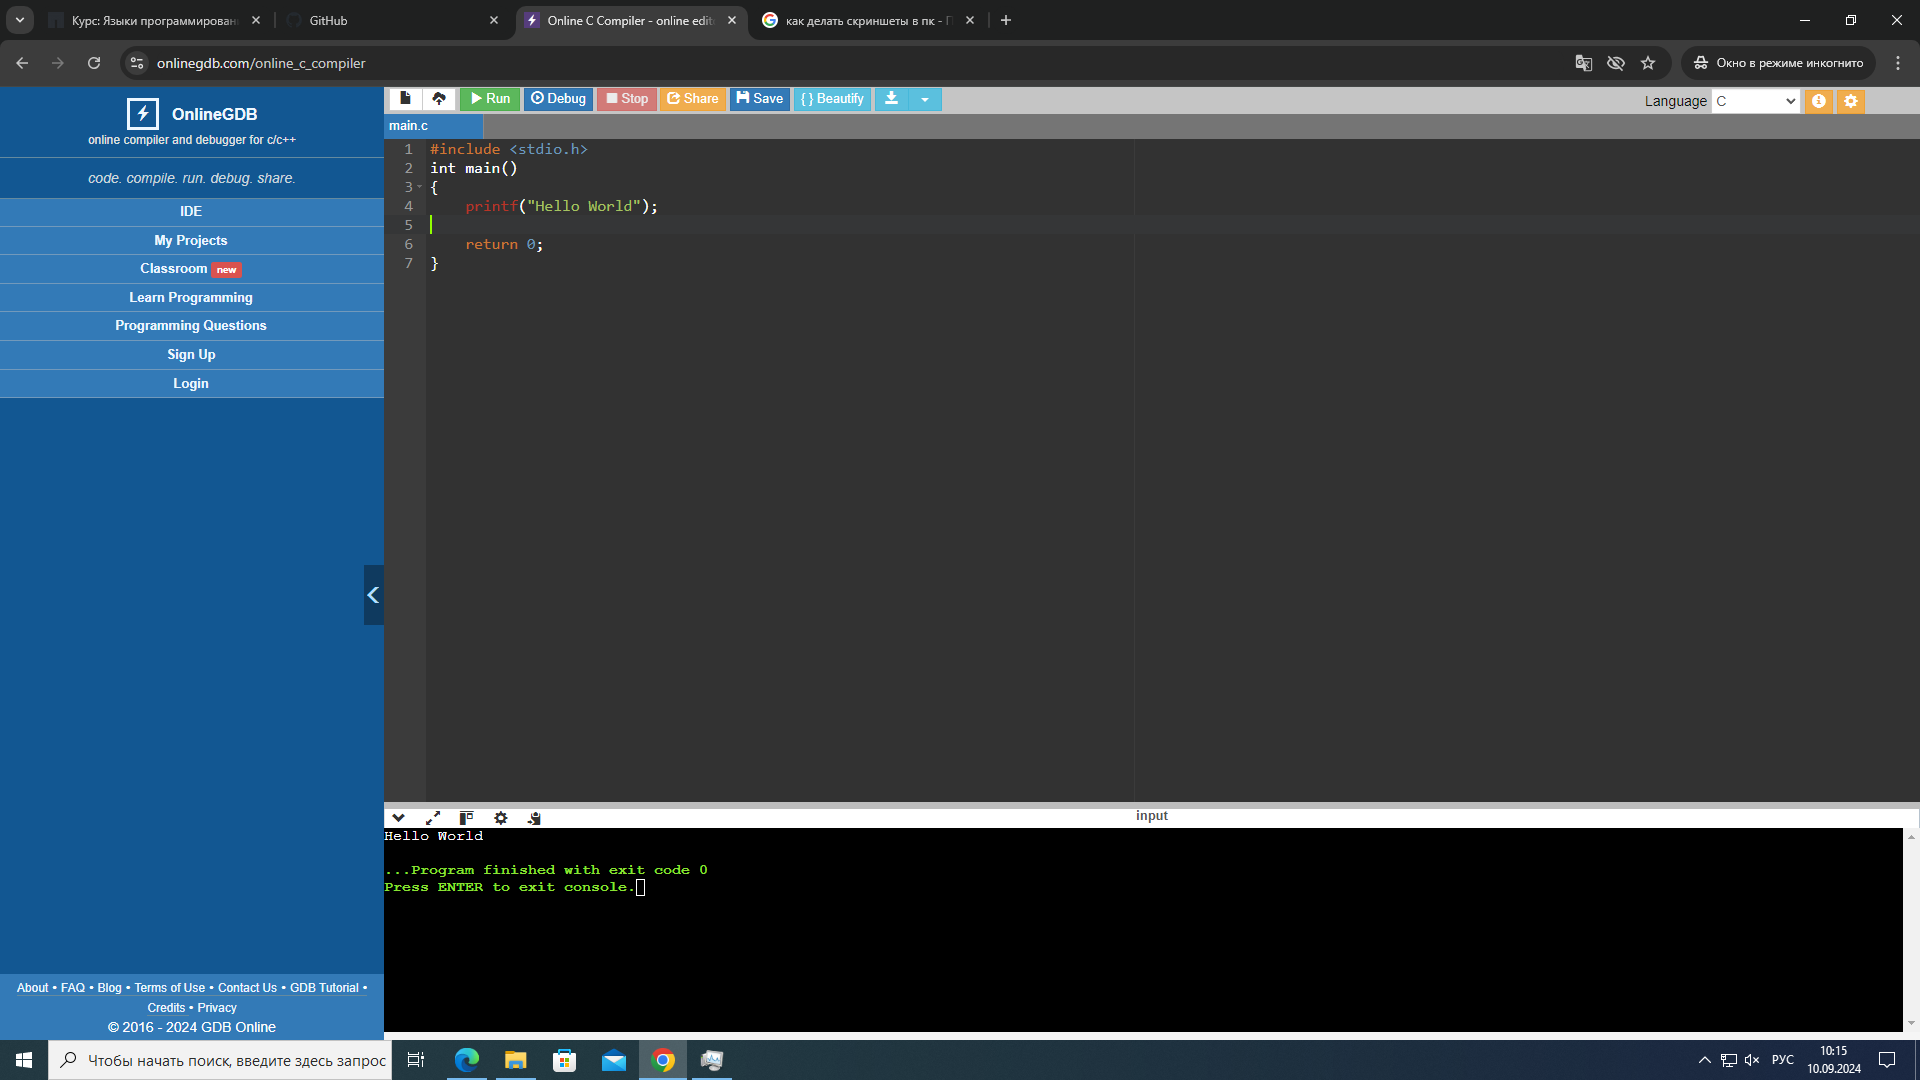 Курс: Языки программирован
GitHub
Online C Compiler - online edit
как делать скриншеты в пк - П
onlinegdb.com/online_c_compiler
Окно в режиме инкогнито
OnlineGDB
online compiler and debugger for c/c++
code. compile. run. debug. share.
IDE
My Projects
Classroom new
Learn Programming
Programming Questions
Sign Up
Login
About • FAQ • Blog • Terms of Use • Contact Us • GDB Tutorial •
Credits • Privacy
© 2016 - 2024 GDB Online
Run Debug Stop Share Save { } Beautify
Language C
main.c
1 #include <stdio.h>
2 int main()
3 {
4 printf("Hello World");
5
6 return 0;
7 }
input
Hello World
...Program finished with exit code 0
Press ENTER to exit console.
Чтобы начать поиск, введите здесь запрос
РУС
10:15
10.09.2024